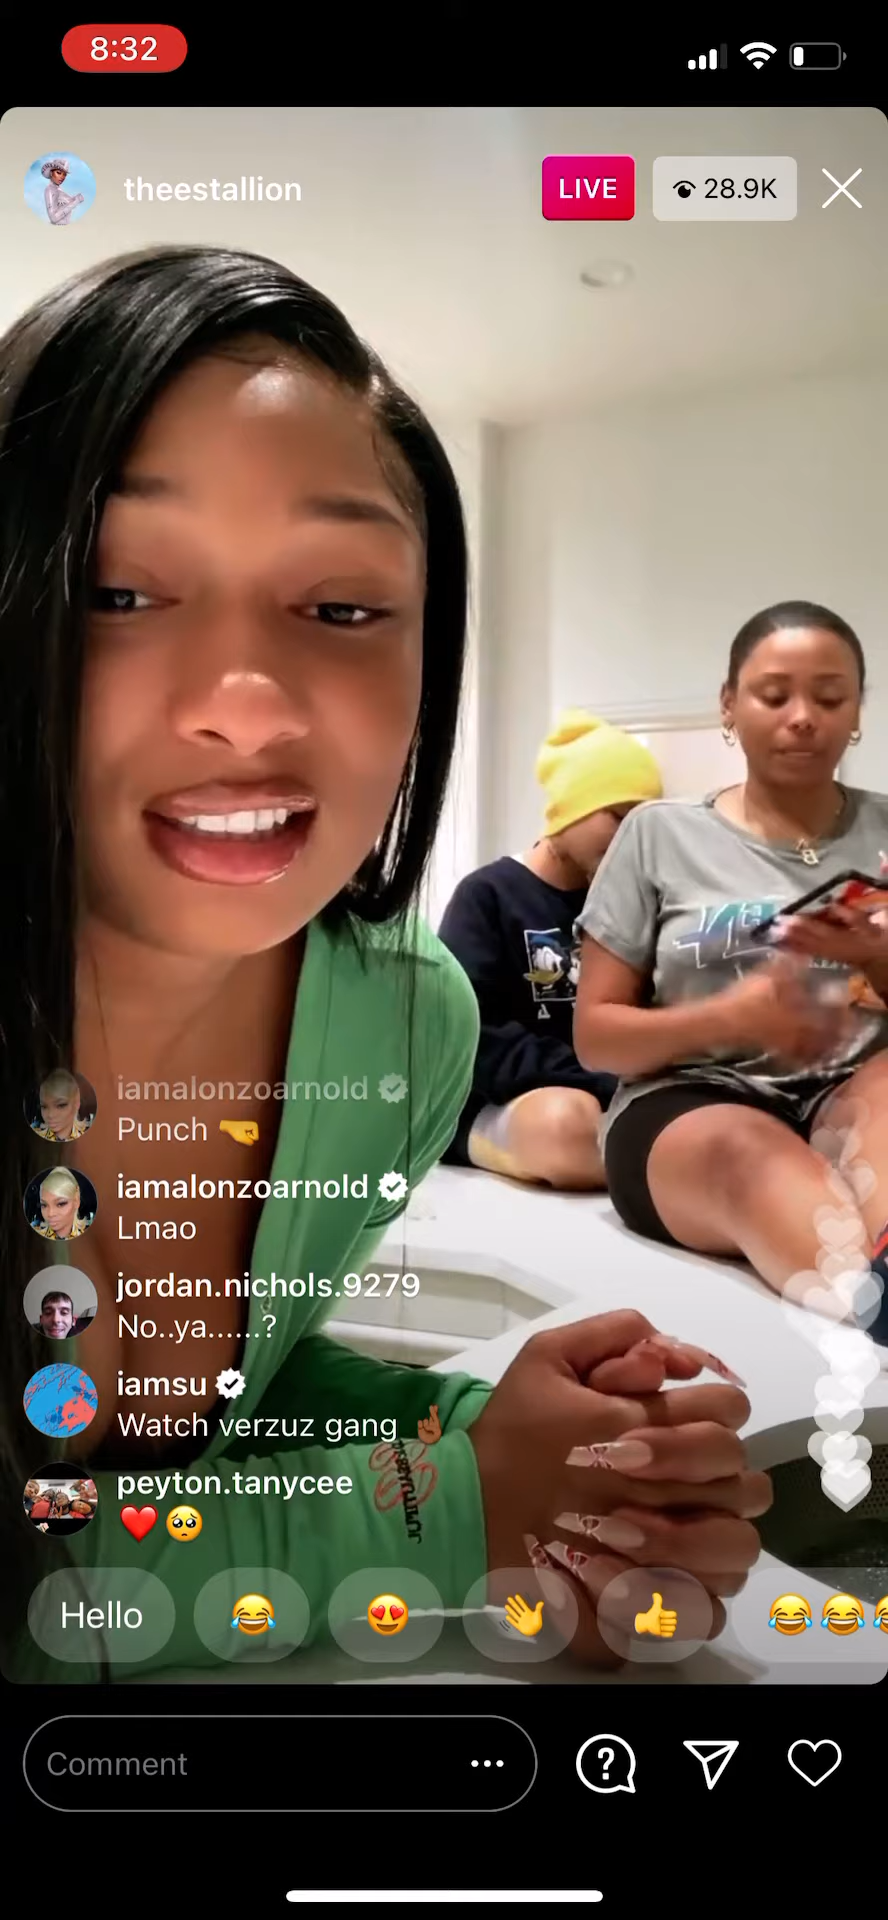 8:32
theestallion
LIVE
28.9K
iamalonzoarnold
Punch 🤜
iamalonzoarnold
Lmao
jordan.nichols.9279
No..ya......?
iamsu
Watch verzuz gang 🤞🏾
peyton.tanycee
❤️🥺
Hello 😂 😍 👋 👍 😂😂
Comment